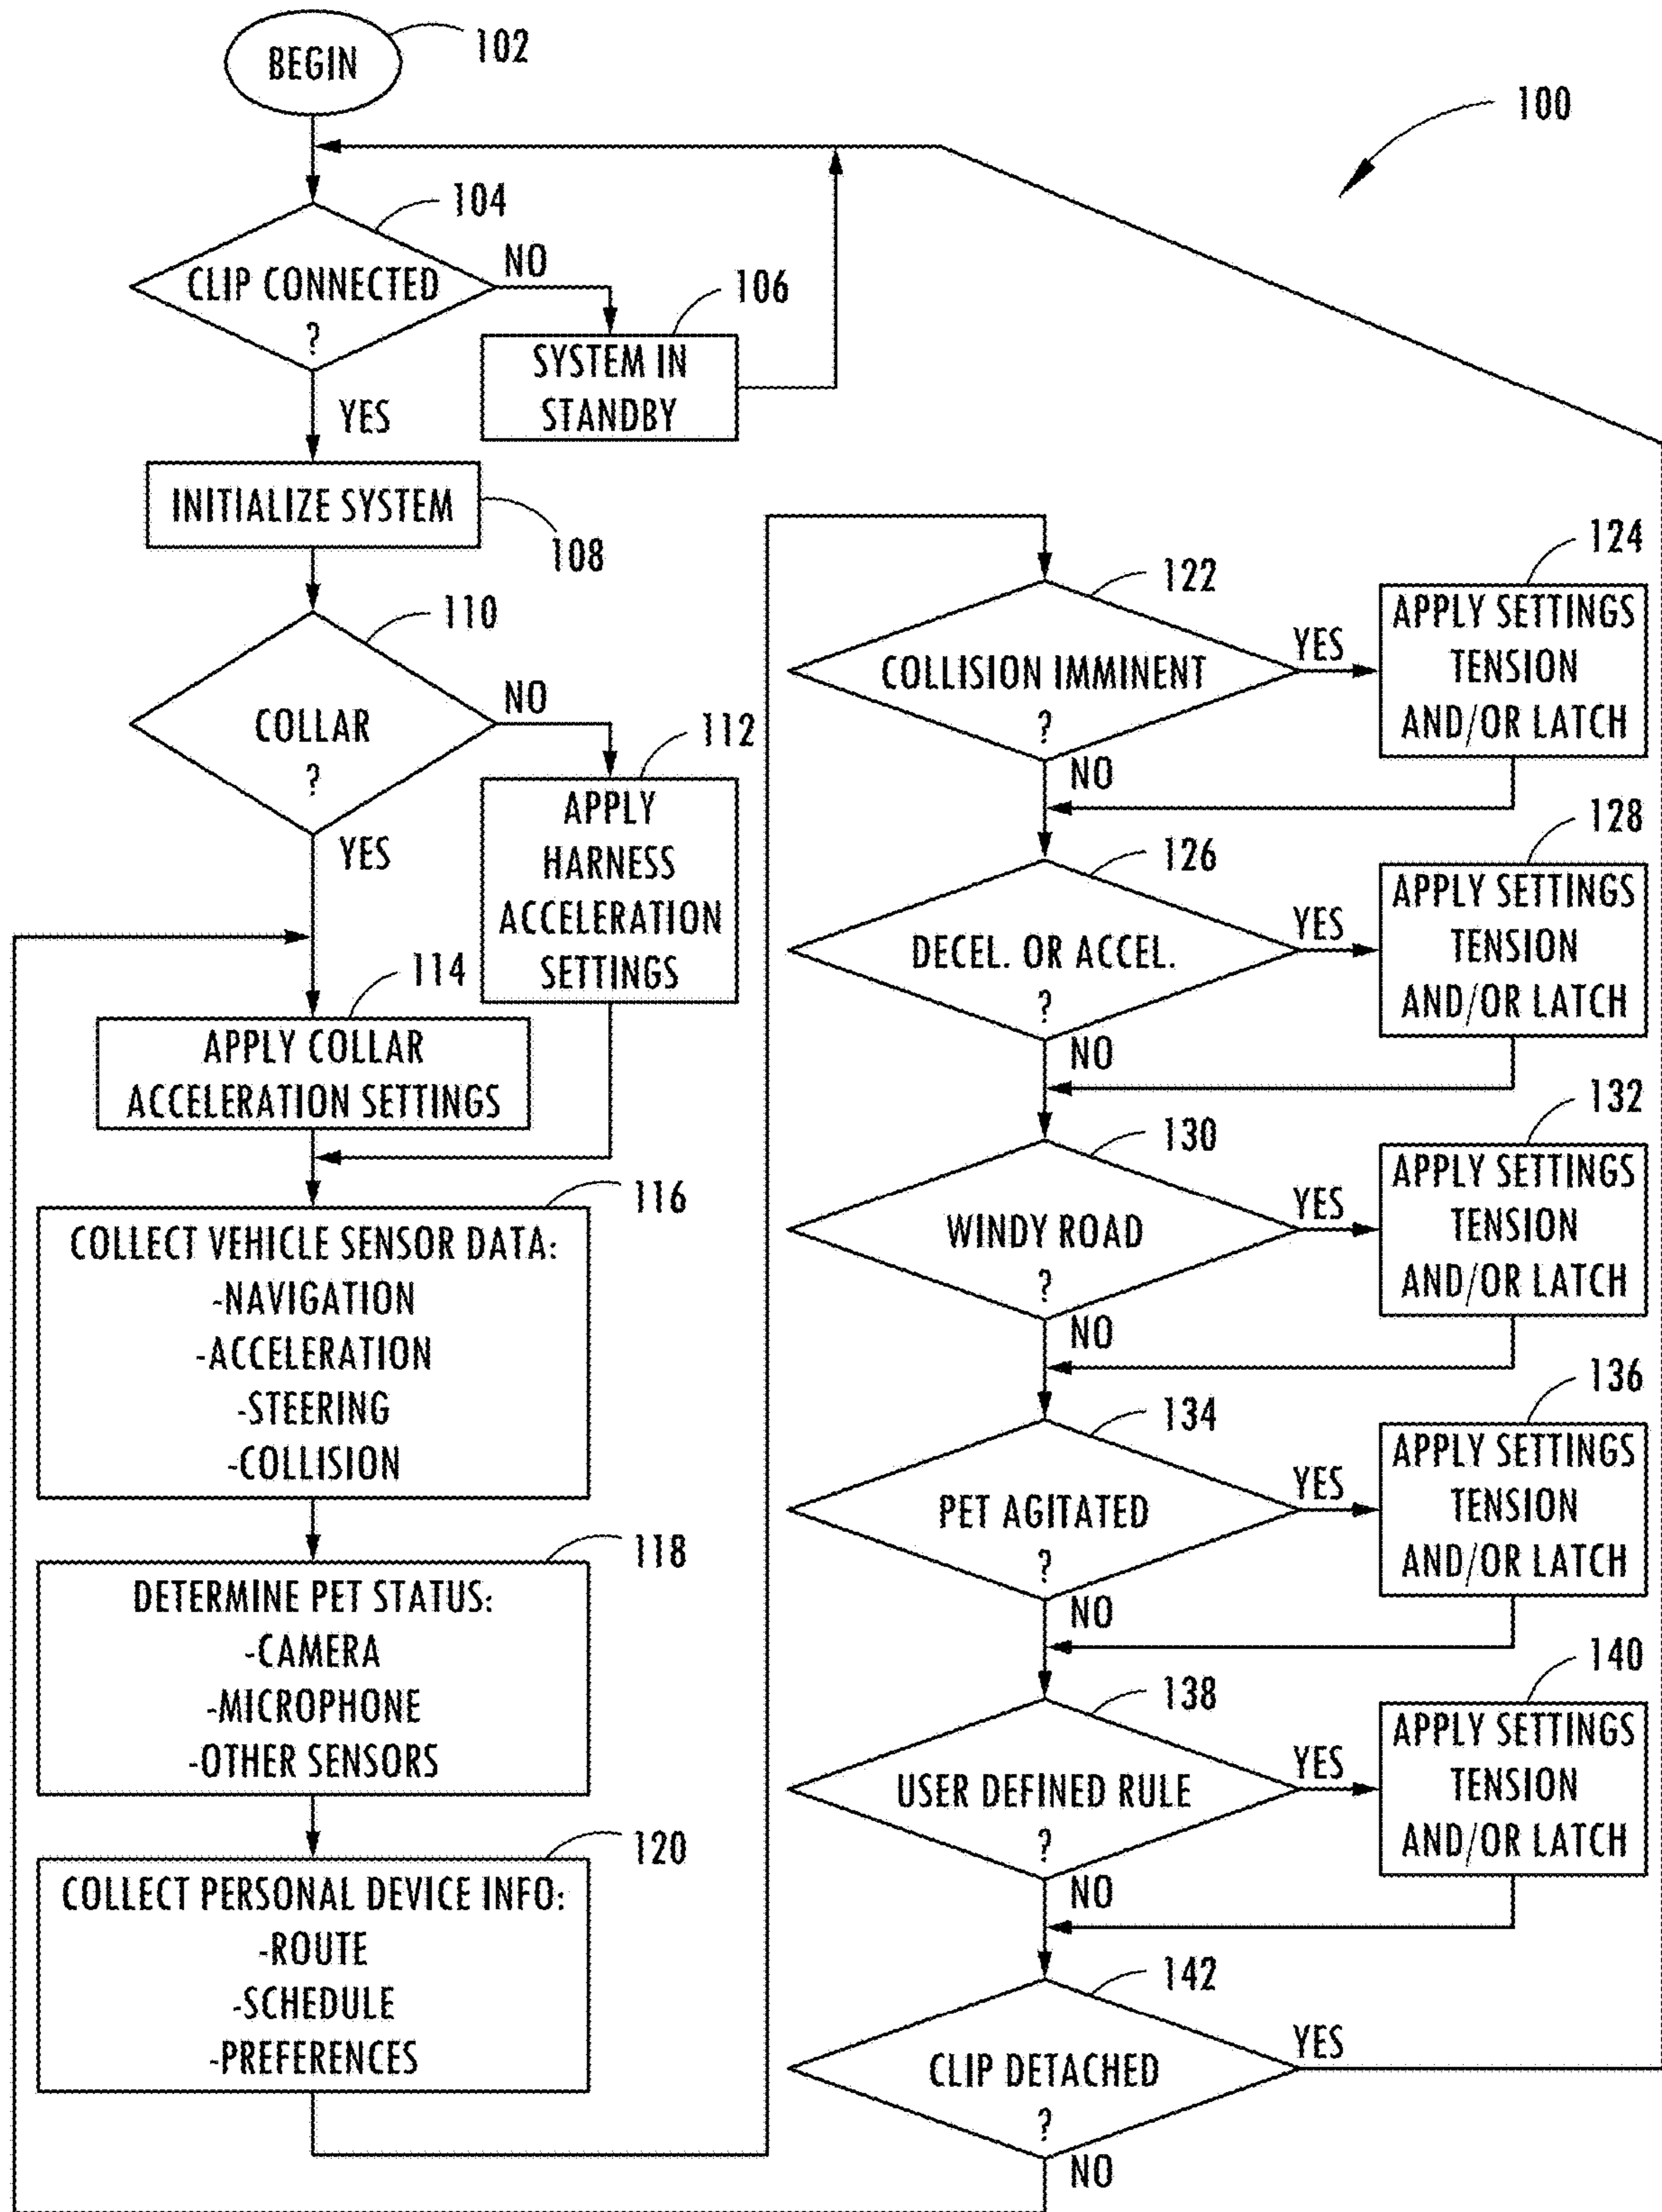 BEGIN
102
100
104
CLIP CONNECTED
?
NO
106
SYSTEM IN
STANDBY
YES
INITIALIZE SYSTEM
108
110
COLLAR
?
NO
112
APPLY
HARNESS
ACCELERATION
SETTINGS
YES
114
APPLY COLLAR
ACCELERATION SETTINGS
116
COLLECT VEHICLE SENSOR DATA:
-NAVIGATION
-ACCELERATION
-STEERING
-COLLISION
118
DETERMINE PET STATUS:
-CAMERA
-MICROPHONE
-OTHER SENSORS
120
COLLECT PERSONAL DEVICE INFO:
-ROUTE
-SCHEDULE
-PREFERENCES
122
COLLISION IMMINENT
?
YES
124
APPLY SETTINGS
TENSION
AND/OR LATCH
NO
126
DECEL. OR ACCEL.
?
YES
128
APPLY SETTINGS
TENSION
AND/OR LATCH
NO
130
WINDY ROAD
?
YES
132
APPLY SETTINGS
TENSION
AND/OR LATCH
NO
134
PET AGITATED
?
YES
136
APPLY SETTINGS
TENSION
AND/OR LATCH
NO
138
USER DEFINED RULE
?
YES
140
APPLY SETTINGS
TENSION
AND/OR LATCH
NO
142
CLIP DETACHED
?
YES
NO